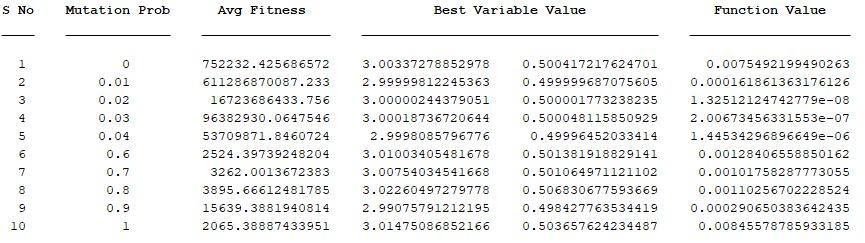 S No Mutation Prob Avg Fitness Best Variable Value Function Value
1 0 752232.425686572 3.00337278852978 0.500417217624701 0.0075492199490263
2 0.01 611286870087.233 2.99999812245363 0.499999687075605 0.000161861363176126
3 0.02 16723686433.756 3.00000244379051 0.500001773238235 1.32512124742779e-08
4 0.03 96382930.0647546 3.00018736720644 0.500048115850929 2.00673456331553e-07
5 0.04 53709871.8460724 2.9998085796776 0.49996452033414 1.44534296896649e-06
6 0.6 2524.39739248204 3.01003405481678 0.501381918829141 0.00128406558850162
7 0.7 3262.0013672383 3.00754034541668 0.501064971121102 0.00101758287773055
8 0.8 3895.66612481785 3.02260497279778 0.506830677593669 0.00110256702228524
9 0.9 15639.3881940814 2.99075791212195 0.498427763534419 0.000290650383642435
10 1 2065.38887433951 3.01475086852166 0.503657624234487 0.00845578785933185